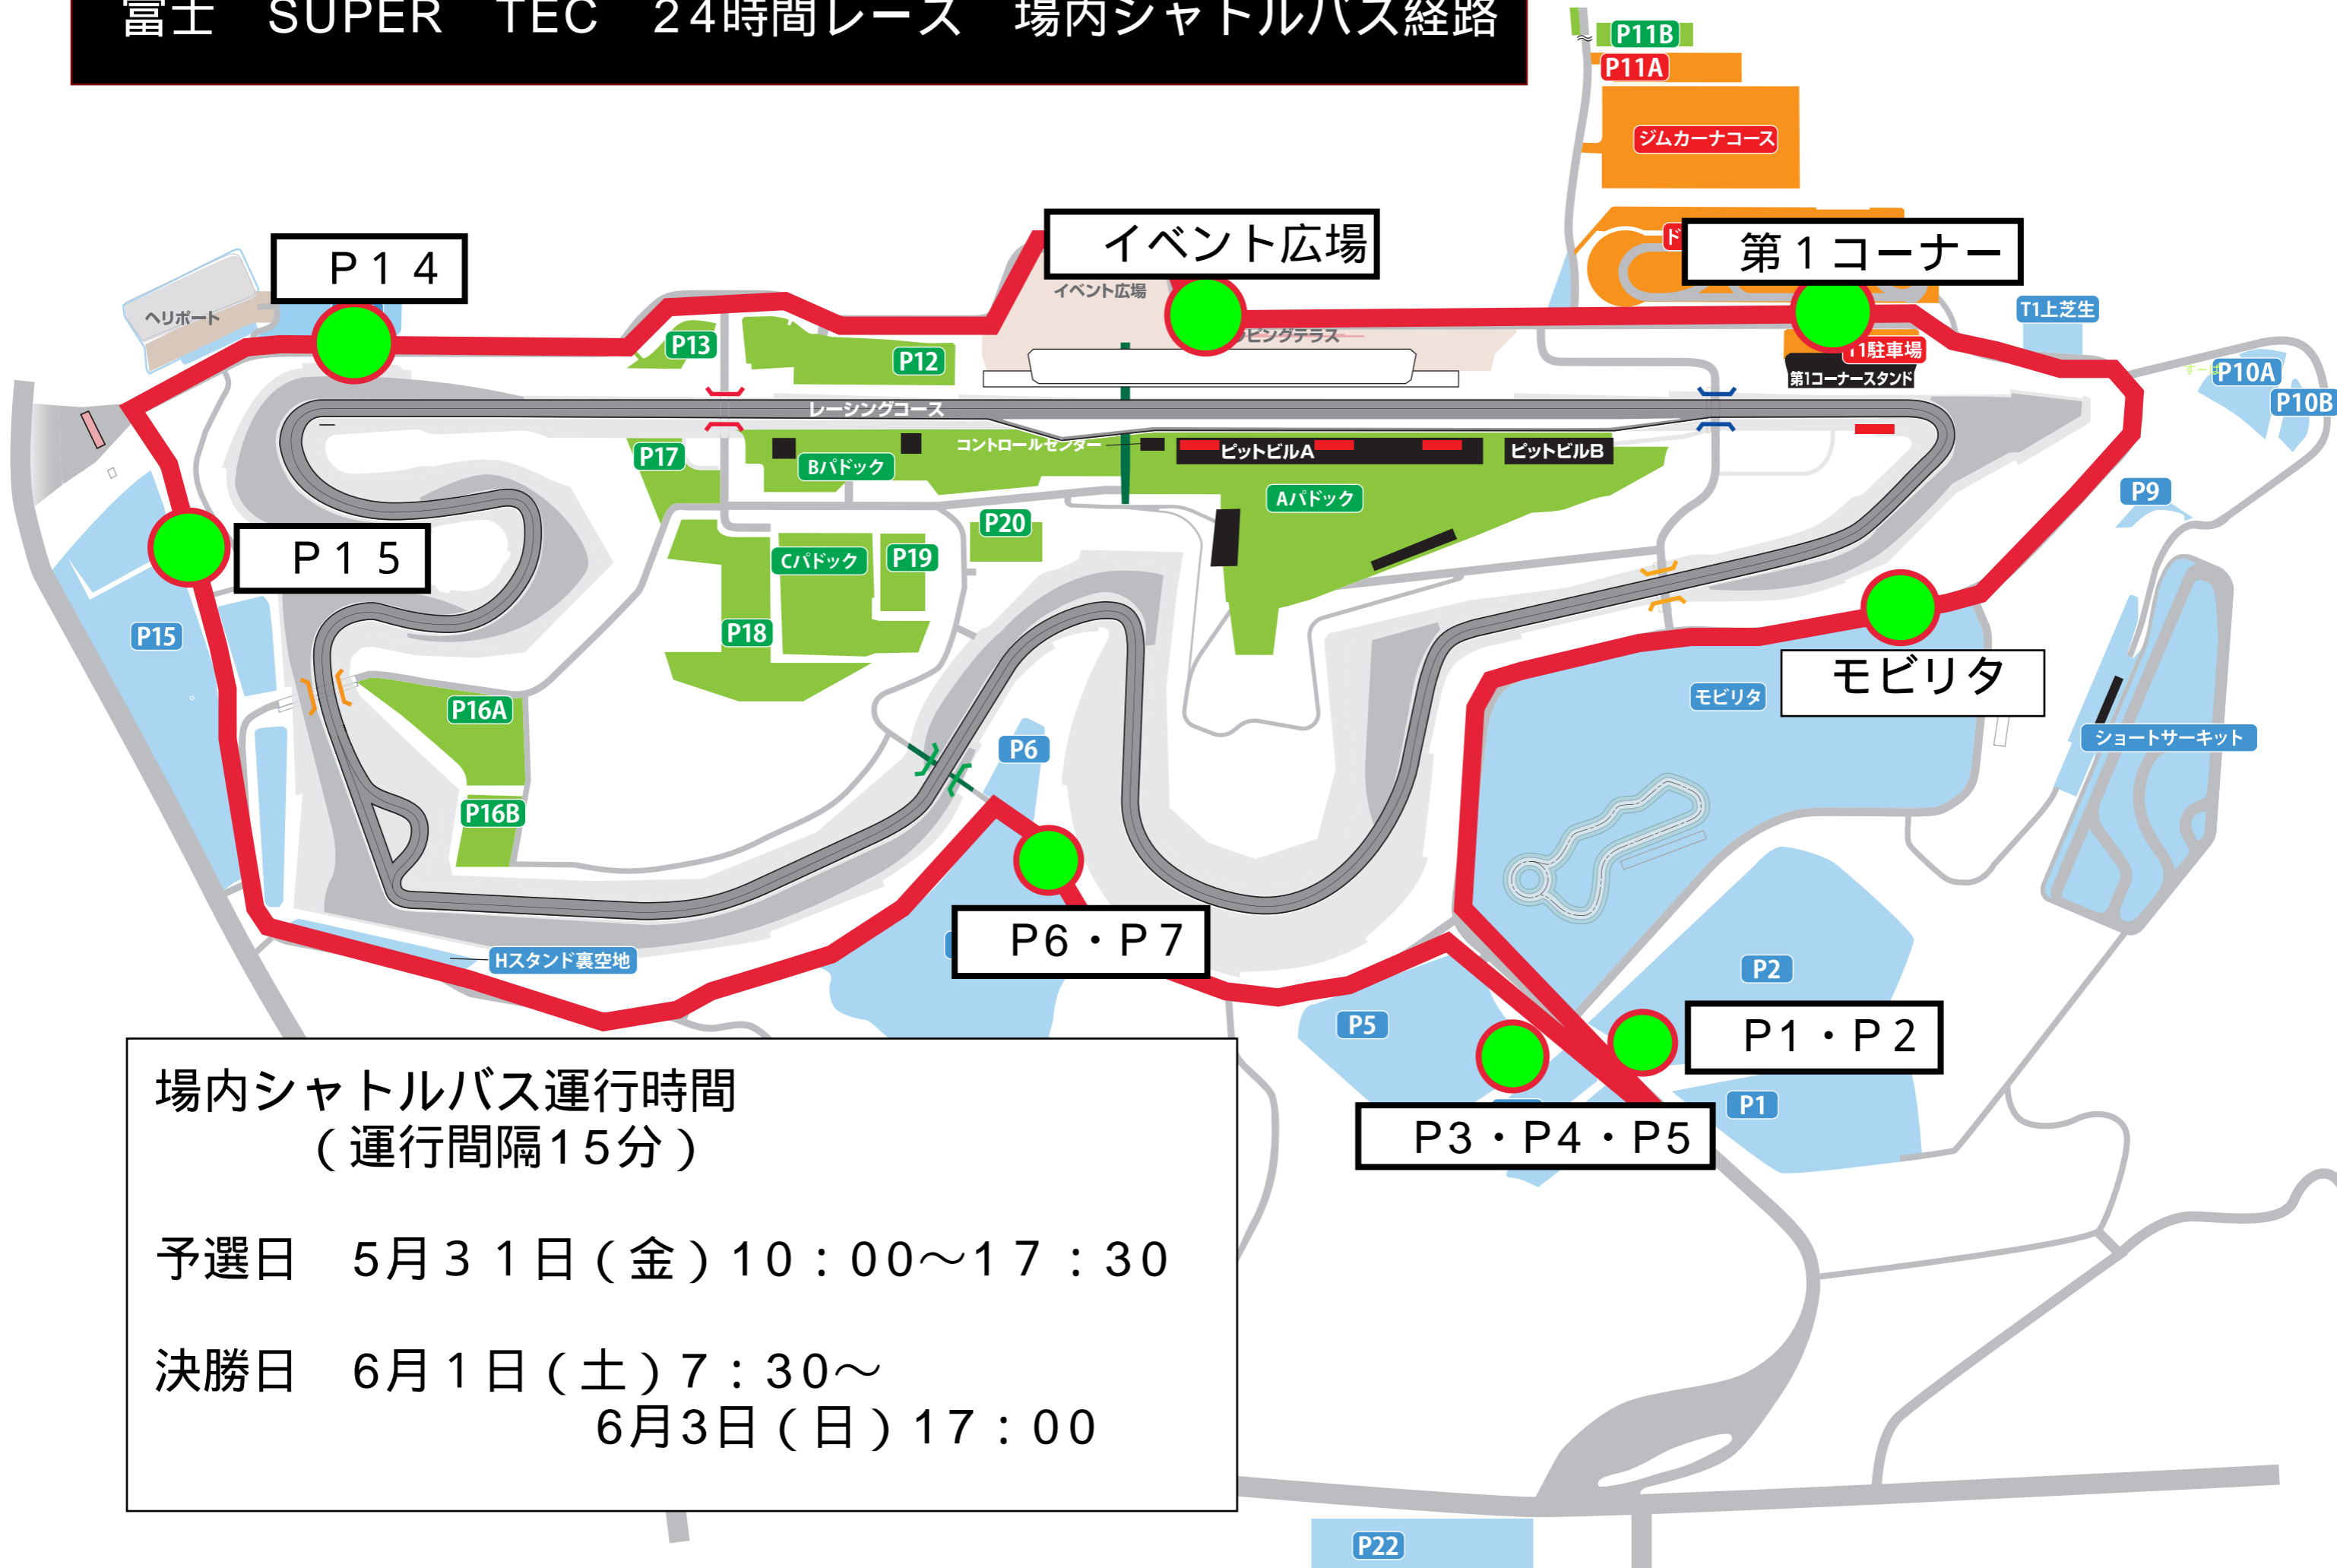 富士　SUPER　TEC　24時間レース　場内シャトルバス経路
P11B
P11A
ジムカーナコース
ド
第１コーナー
イベント広場
P１４
イベント広場
ヘリポート
T1上芝生
P13
P12
ピングテラス
T1駐車場
第1コーナースタンド
P10A
P10B
レーシングコース
コントロールセンター
ピットビルA
ピットビルB
P17
Bパドック
Aパドック
P9
P20
P１５
Cパドック
P19
P15
P18
モビリタ
モビリタ
P16A
P6
ショートサーキット
P16B
P６・P７
Hスタンド裏空地
P2
P5
P１・P２
P1
P3・P4・P5
場内シャトルバス運行時間
（運行間隔15分）
予選日　5月３１日（金）10：00～1７：30
決勝日　6月１日（土）7：30～
6月3日（日）17：00
P22